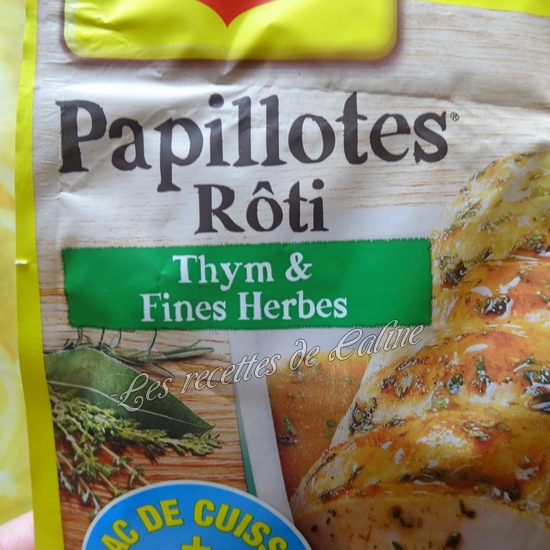 Papillotes®
Rôti
Thym &
Fines Herbes
Les recettes de Caline
AC DE CUISS